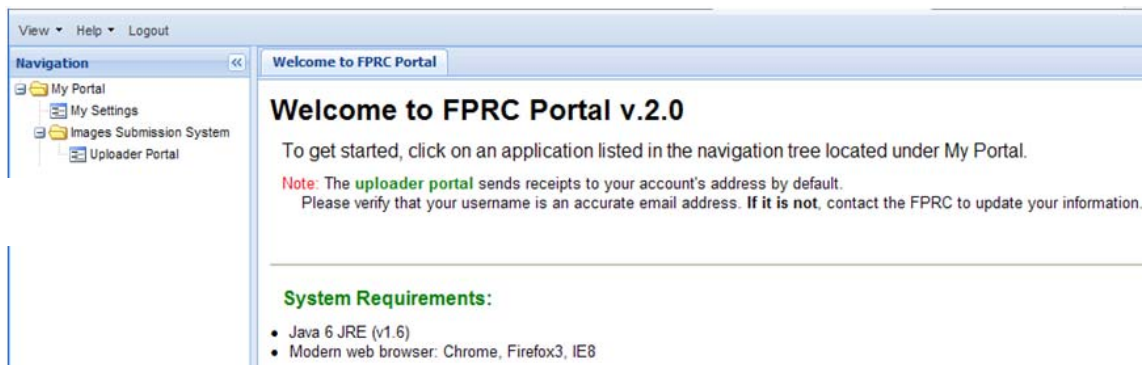 View Help Logout
Navigation
My Portal
My Settings
Images Submission System
Uploader Portal
Welcome to FPRC Portal
Welcome to FPRC Portal v.2.0
To get started, click on an application listed in the navigation tree located under My Portal.
Note: The uploader portal sends receipts to your account's address by default.
Please verify that your username is an accurate email address. If it is not, contact the FPRC to update your information.
System Requirements:
• Java 6 JRE (v1.6)
• Modern web browser: Chrome, Firefox3, IE8